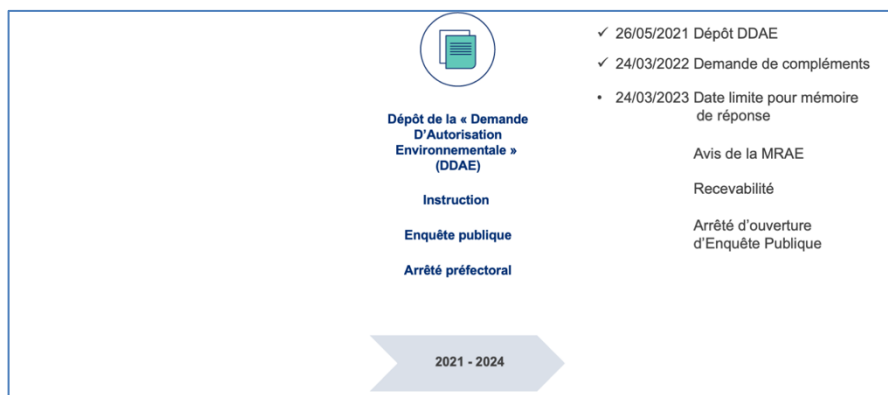 Dépôt de la « Demande
D'Autorisation
Environnementale »
(DDAE)
Instruction
Enquête publique
Arrêté préfectoral
2021 - 2024
✓ 26/05/2021 Dépôt DDAE
✓ 24/03/2022 Demande de compléments
• 24/03/2023 Date limite pour mémoire
de réponse
Avis de la MRAE
Recevabilité
Arrêté d'ouverture
d'Enquête Publique